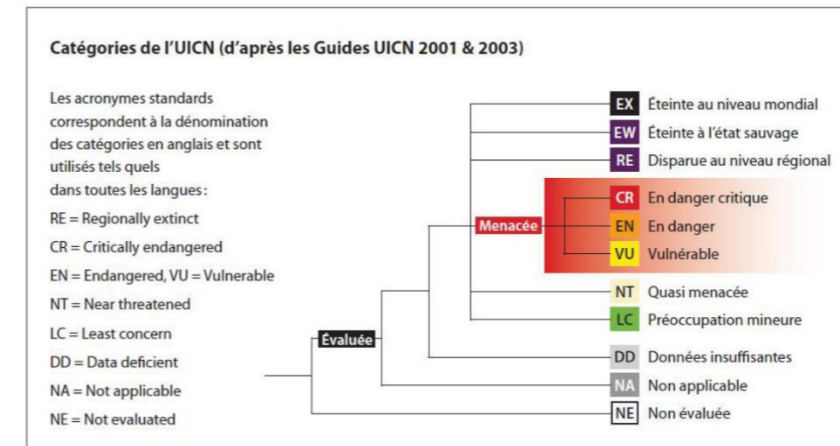 Catégories de l'UICN (d'après les Guides UICN 2001 & 2003)
Les acronymes standards
correspondent à la dénomination
des catégories en anglais et sont
utilisés tels quels
dans toutes les langues :
RE = Regionally extinct
CR = Critically endangered
EN = Endangered, VU = Vulnerable
NT = Near threatened
LC = Least concern
DD = Data deficient
NA = Not applicable
NE = Not evaluated
Évaluée
Menacée
EX Éteinte au niveau mondial
EW Éteinte à l'état sauvage
RE Disparue au niveau régional
CR En danger critique
EN En danger
VU Vulnérable
NT Quasi menacée
LC Préoccupation mineure
DD Données insuffisantes
NA Non applicable
NE Non évaluée